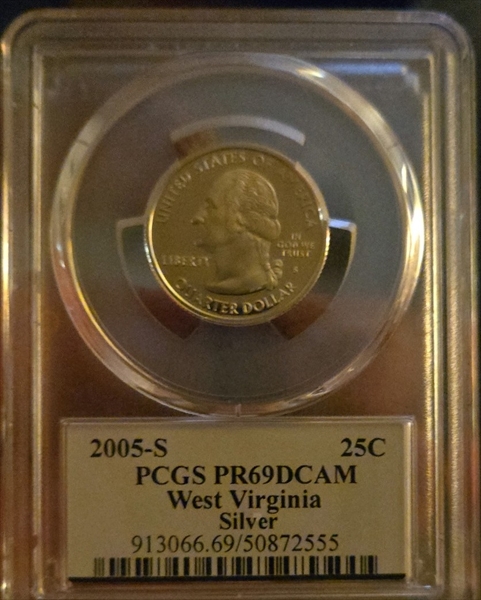 UNITED STATES OF AMERICA
LIBERTY
IN
GOD WE
TRUST
S
QUARTER DOLLAR
2005-S 25C
PCGS PR69DCAM
West Virginia
Silver
913066.69/50872555